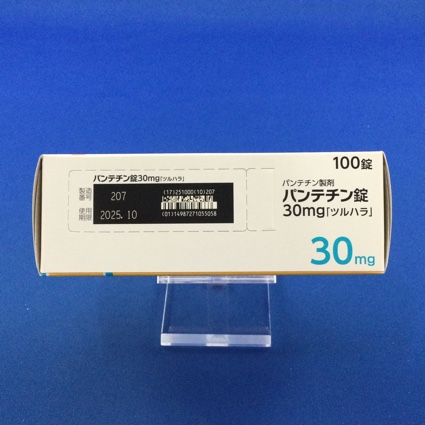 100錠
パンテチン製剤
パンテチン錠
30mg「ツルハラ」
30mg
パンテチン錠30mg「ツルハラ」
製造番号 207
使用期限 2025.10
(17)251000(10)207
(01)14987271055058